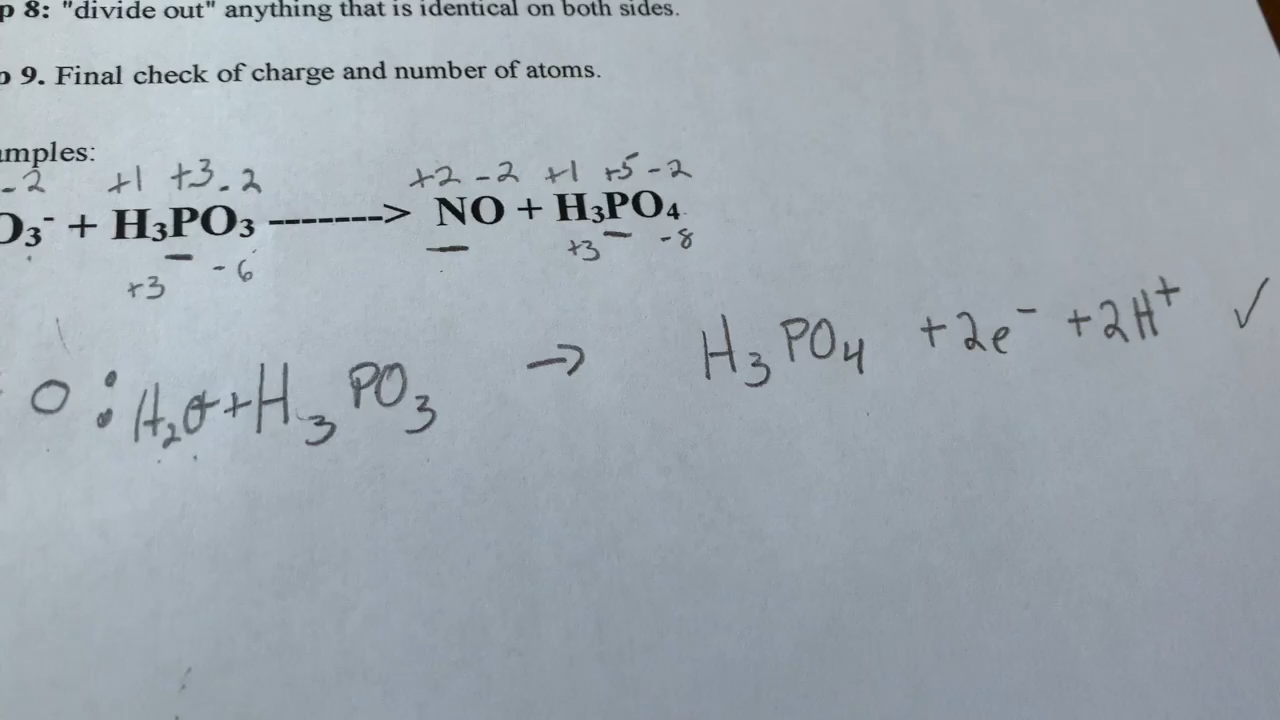 p 8: "divide out" anything that is identical on both sides.
9. Final check of charge and number of atoms.
amples:
-2 +1 +3 -2 +2 -2 +1 +5 -2
O₃⁻ + H₃PO₃ -------> NO + H₃PO₄
+3 -6 +3 -8
O : H₂O + H₃PO₃ → H₃PO₄ + 2e⁻ + 2H⁺ ✓